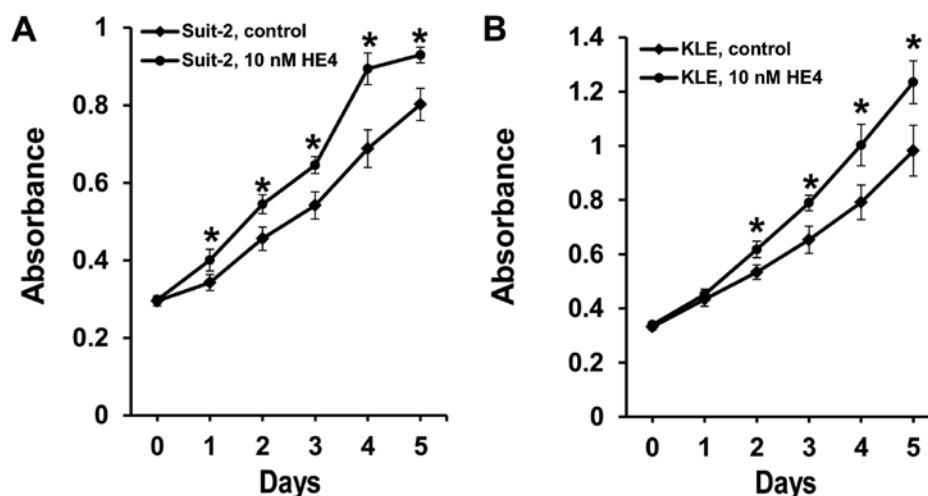 A
Suit-2, control
Suit-2, 10 nM HE4
Absorbance
1
0.8
0.6
0.4
0.2
0
* * * * *
0 1 2 3 4 5
Days
B
KLE, control
KLE, 10 nM HE4
Absorbance
1.4
1.2
1
0.8
0.6
0.4
0.2
0
* * * *
0 1 2 3 4 5
Days